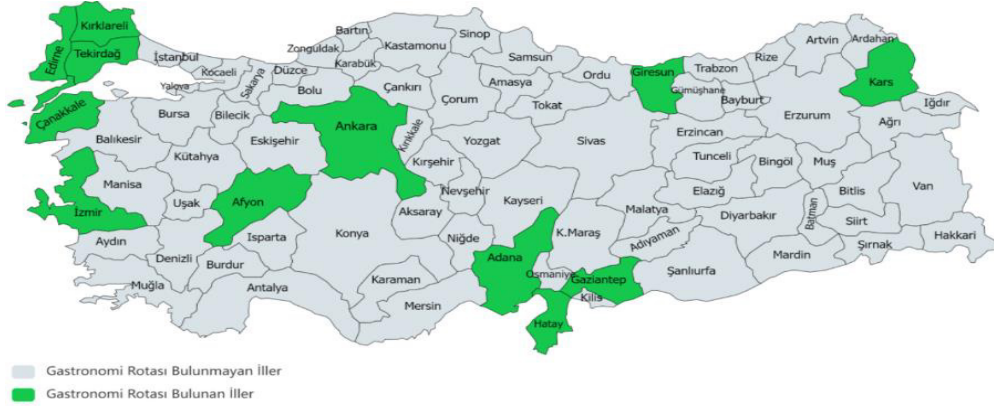 Kırklareli
Edirne
Tekirdağ
İstanbul
Kocaeli
Yalova
Sakarya
Düzce
Zonguldak
Bartın
Karabük
Kastamonu
Sinop
Samsun
Ordu
Giresun
Trabzon
Gümüşhane
Rize
Artvin
Ardahan
Kars
Iğdır
Ağrı
Bayburt
Erzurum
Çanakkale
Balıkesir
Bursa
Bilecik
Bolu
Çankırı
Çorum
Amasya
Tokat
Ankara
Kırıkkale
Eskişehir
Kütahya
Yozgat
Sivas
Erzincan
Tunceli
Bingöl
Muş
Kırşehir
Manisa
Uşak
Afyon
İzmir
Nevşehir
Kayseri
Aksaray
Malatya
Elazığ
Diyarbakır
Batman
Bitlis
Van
Siirt
Şırnak
Hakkari
Aydın
Denizli
Isparta
Burdur
Konya
Niğde
Adana
K.Maraş
Adıyaman
Osmaniye
Gaziantep
Şanlıurfa
Mardin
Muğla
Antalya
Karaman
Mersin
Kilis
Hatay
Gastronomi Rotası Bulunmayan İller
Gastronomi Rotası Bulunan İller